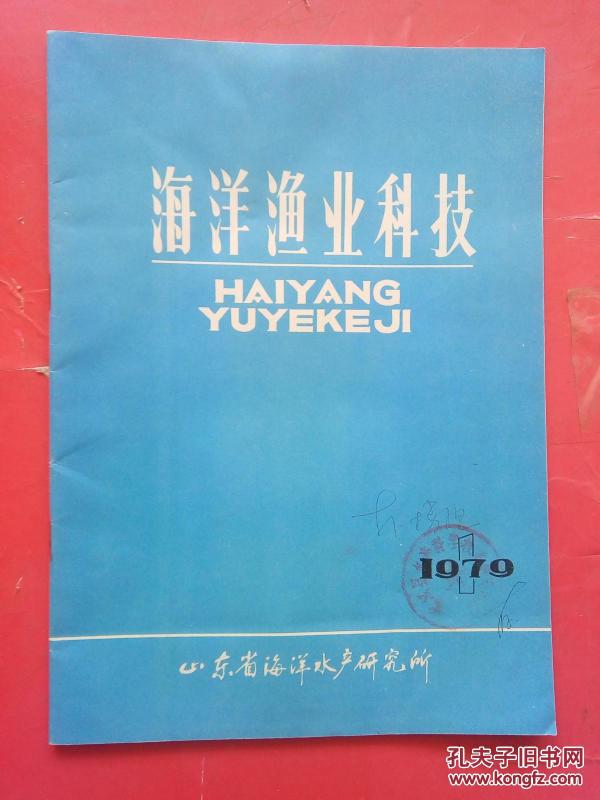 海洋渔业科技
HAIYANG
YUYEKEJI
1
1979
山东省海洋水产研究所
孔夫子旧书网
www.kongfz.com